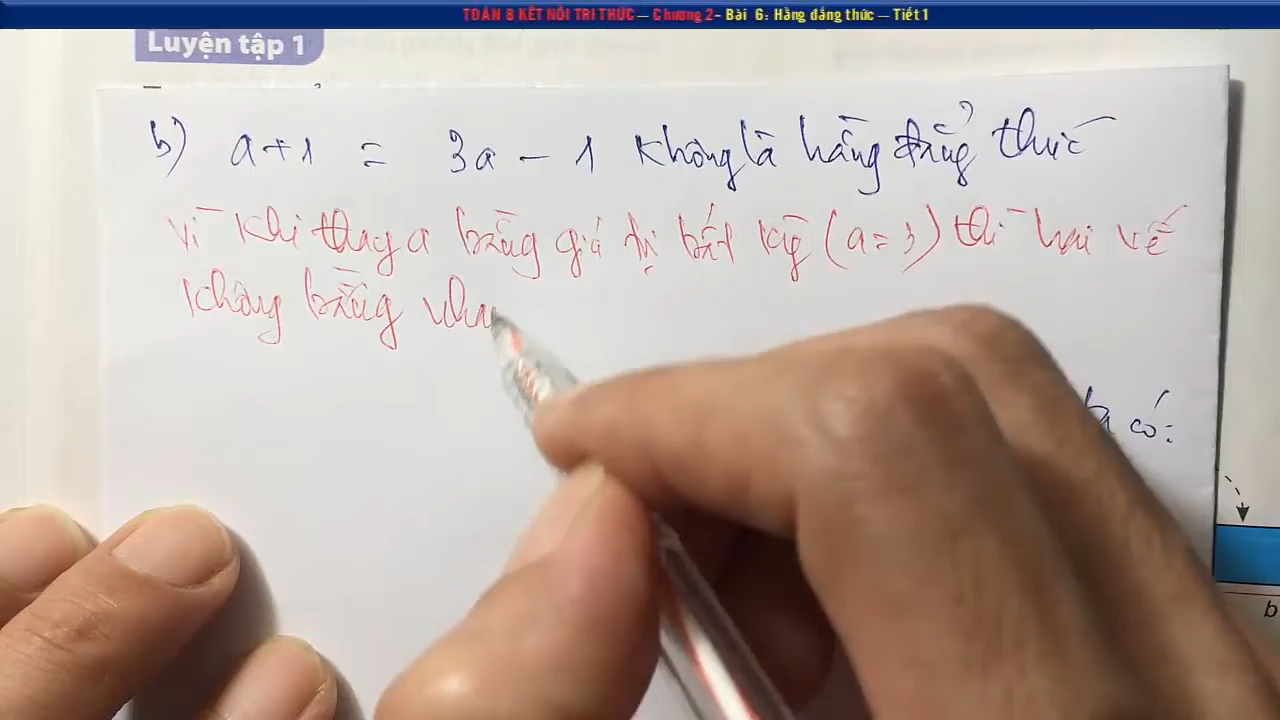 TOÁN 8 KẾT NỐI TRI THỨC – Chương 2- Bài 6: Hằng đẳng thức – Tiết 1
Luyện tập 1
b) a+1 = 3a - 1 không là hằng đẳng thức
Vì khi thay a bằng giá trị bất kỳ (a=3) thì hai vế
không bằng nha
có:
b